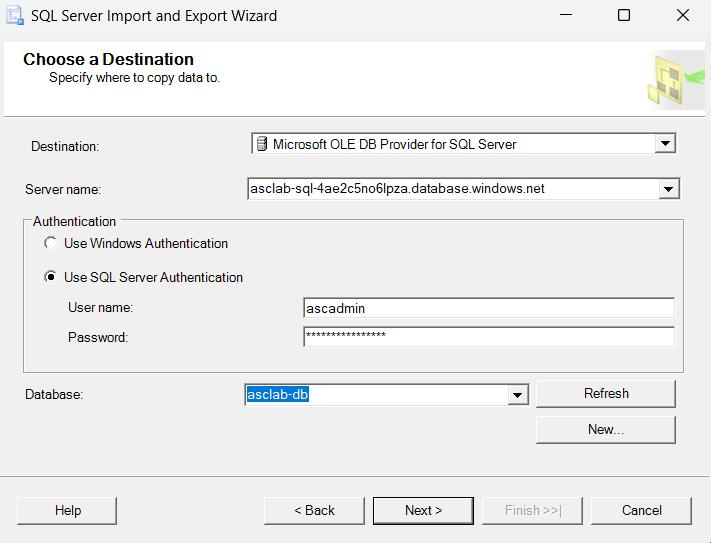 SQL Server Import and Export Wizard
Choose a Destination
Specify where to copy data to.
Destination: Microsoft OLE DB Provider for SQL Server
Server name: asclab-sql-4ae2c5no6lpza.database.windows.net
Authentication
Use Windows Authentication
Use SQL Server Authentication
User name: ascadmin
Password: ****************
Database: asclab-db Refresh
New...
Help < Back Next > Finish >>| Cancel